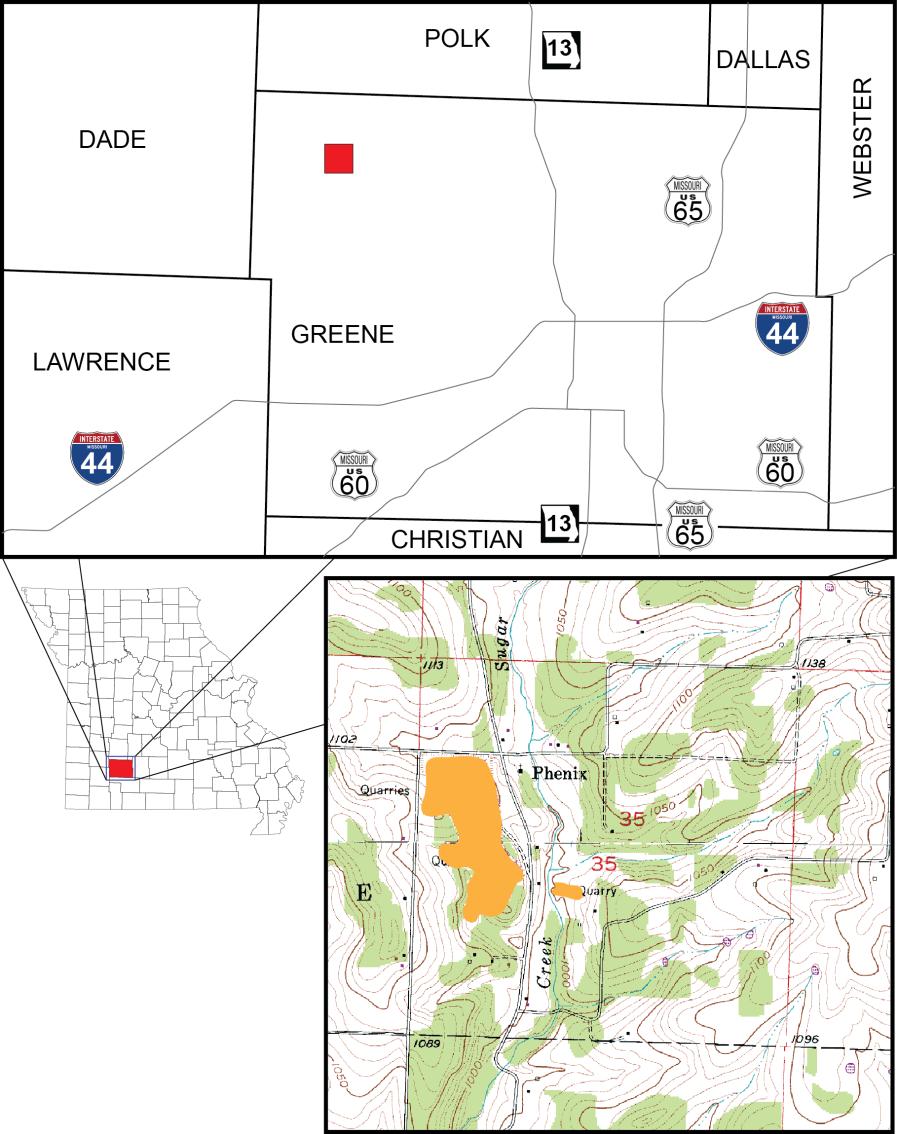 POLK
13
DALLAS
WEBSTER
DADE
MISSOURI
US
65
GREENE
INTERSTATE
MISSOURI
44
LAWRENCE
INTERSTATE
MISSOURI
44
MISSOURI
US
60
MISSOURI
US
60
13
MISSOURI
US
65
CHRISTIAN
1100
Sugar
1050
1113
1138
1100
1102
Phenix
Quarries
1050
35
Qu
35
1050
E
Quarry
Creek
1000
1100
1089
1096
1050
1000